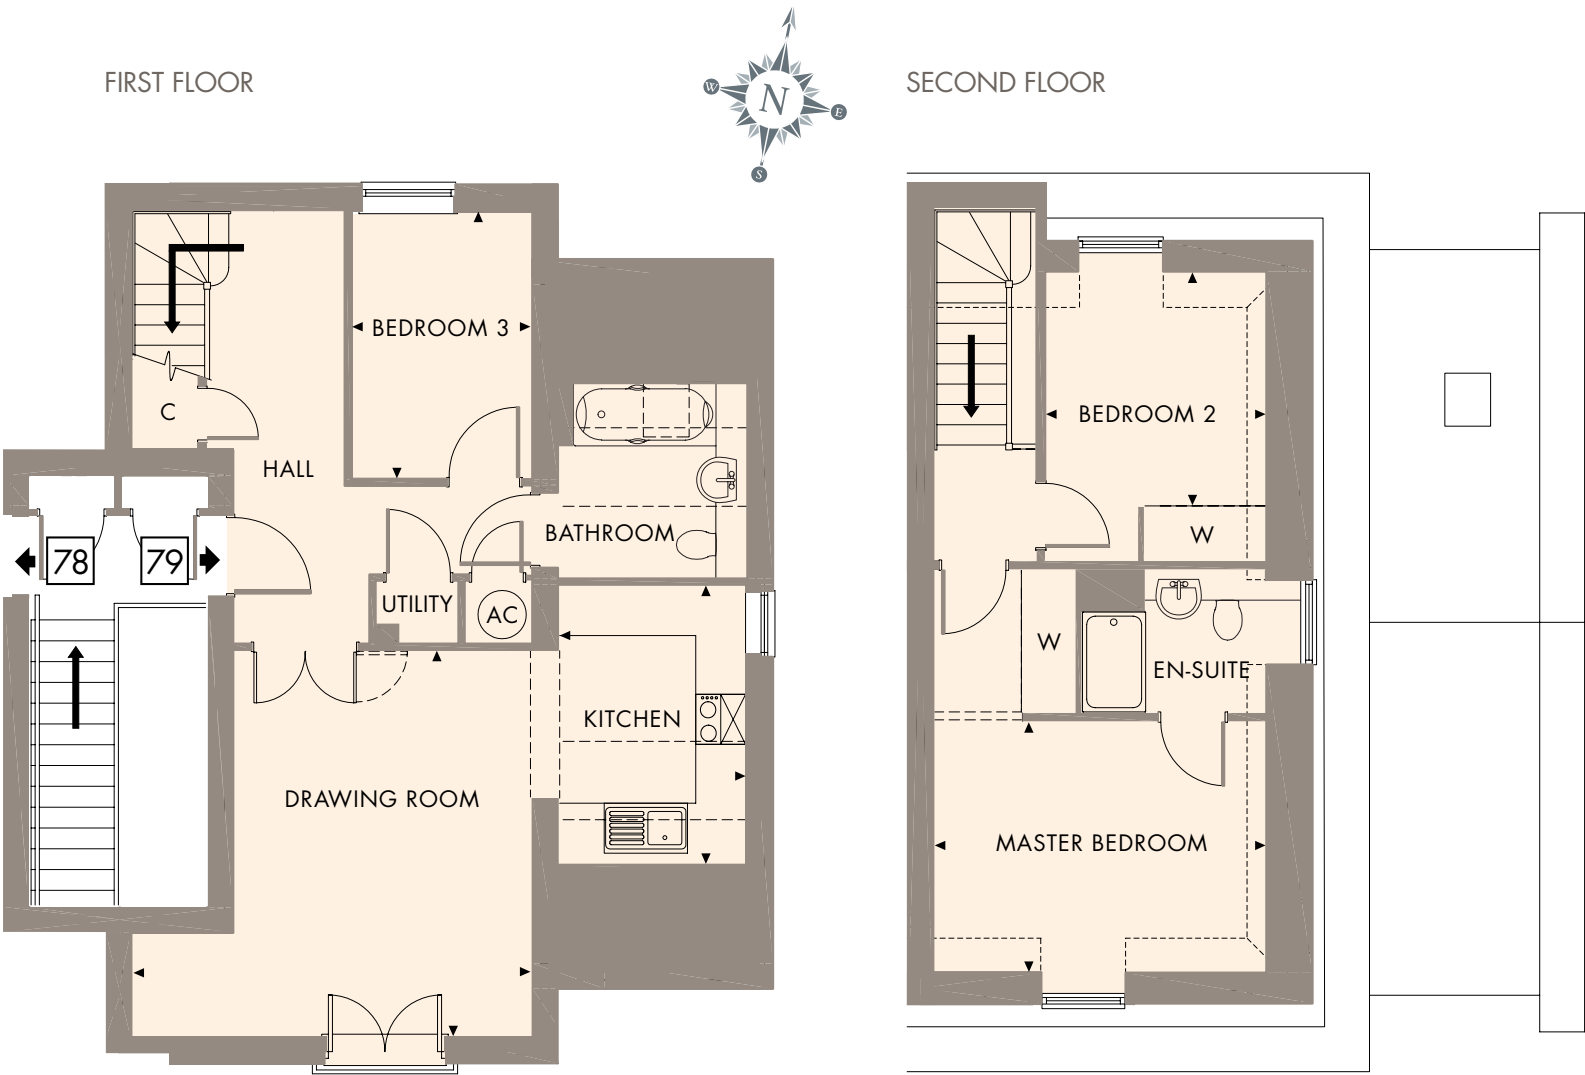 FIRST FLOOR
SECOND FLOOR
N
W
E
S
BEDROOM 3
C
HALL
BATHROOM
78
79
UTILITY
AC
KITCHEN
DRAWING ROOM
BEDROOM 2
W
W
EN-SUITE
MASTER BEDROOM